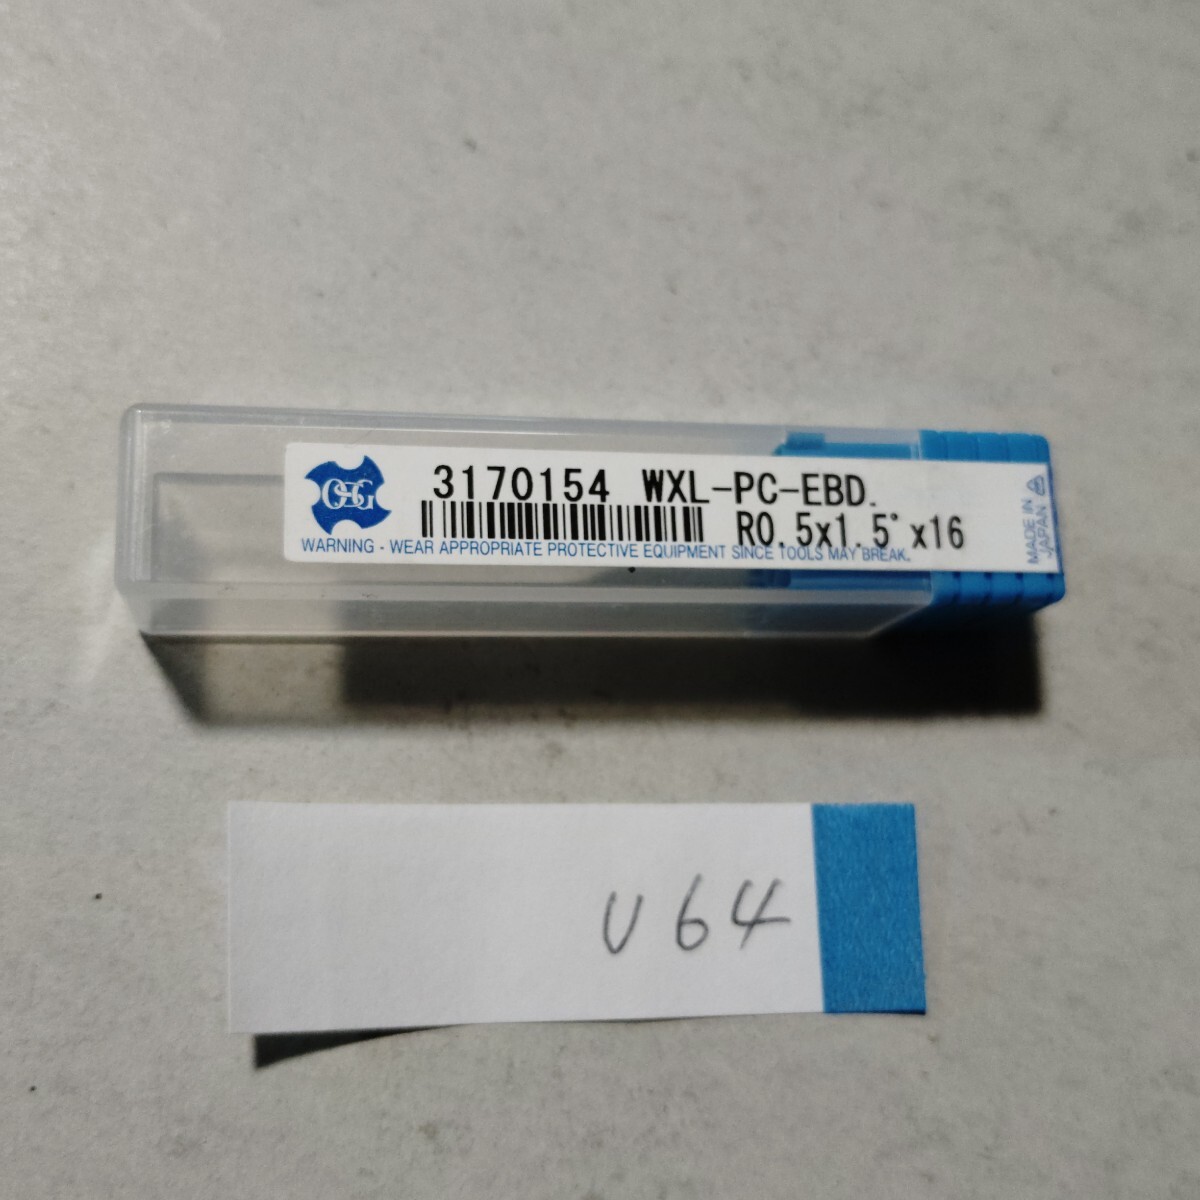 OSG
3170154 WXL-PC-EBD.
R0.5x1.5°x16
WARNING - WEAR APPROPRIATE PROTECTIVE EQUIPMENT SINCE TOOLS MAY BREAK.
MADE IN
JAPAN
U64